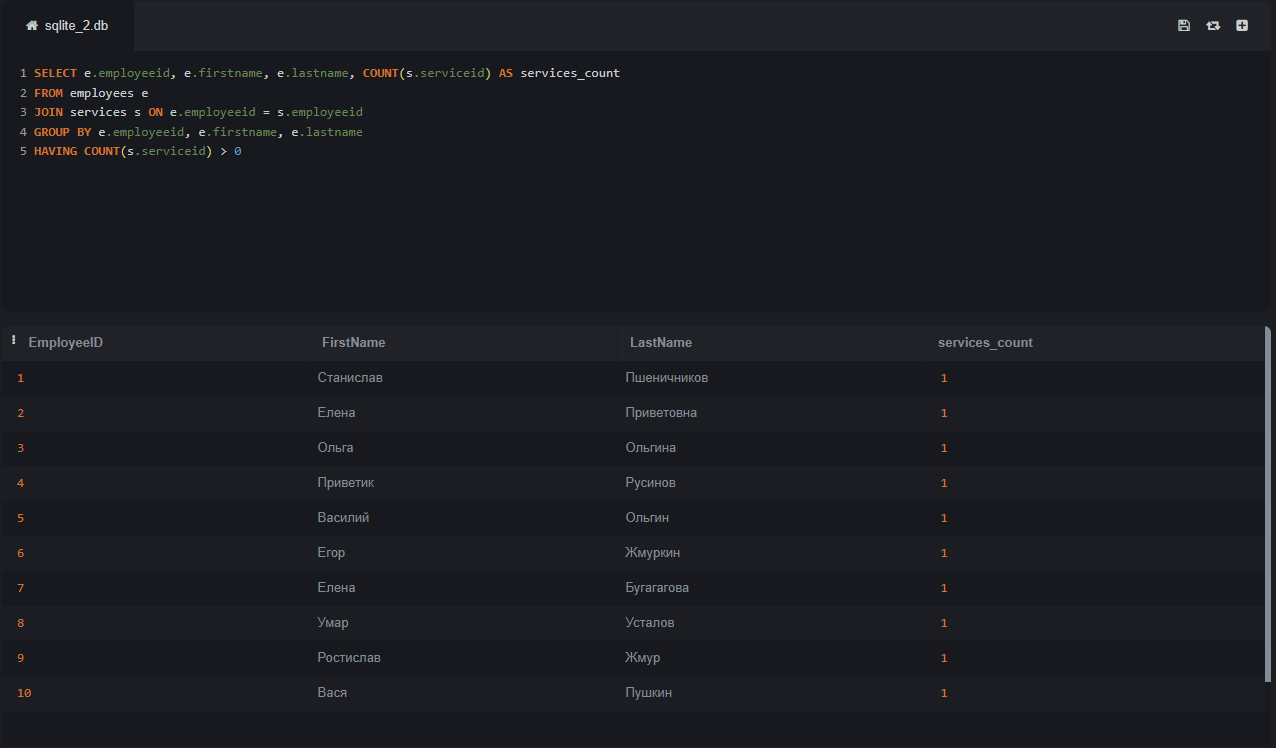 sqlite_2.db
1 SELECT e.employeeid, e.firstname, e.lastname, COUNT(s.serviceid) AS services_count
2 FROM employees e
3 JOIN services s ON e.employeeid = s.employeeid
4 GROUP BY e.employeeid, e.firstname, e.lastname
5 HAVING COUNT(s.serviceid) > 0
EmployeeID FirstName LastName services_count
1 Станислав Пшеничников 1
2 Елена Приветовна 1
3 Ольга Ольгина 1
4 Приветик Русинов 1
5 Василий Ольгин 1
6 Егор Жмуркин 1
7 Елена Бугагагова 1
8 Умар Усталов 1
9 Ростислав Жмур 1
10 Вася Пушкин 1